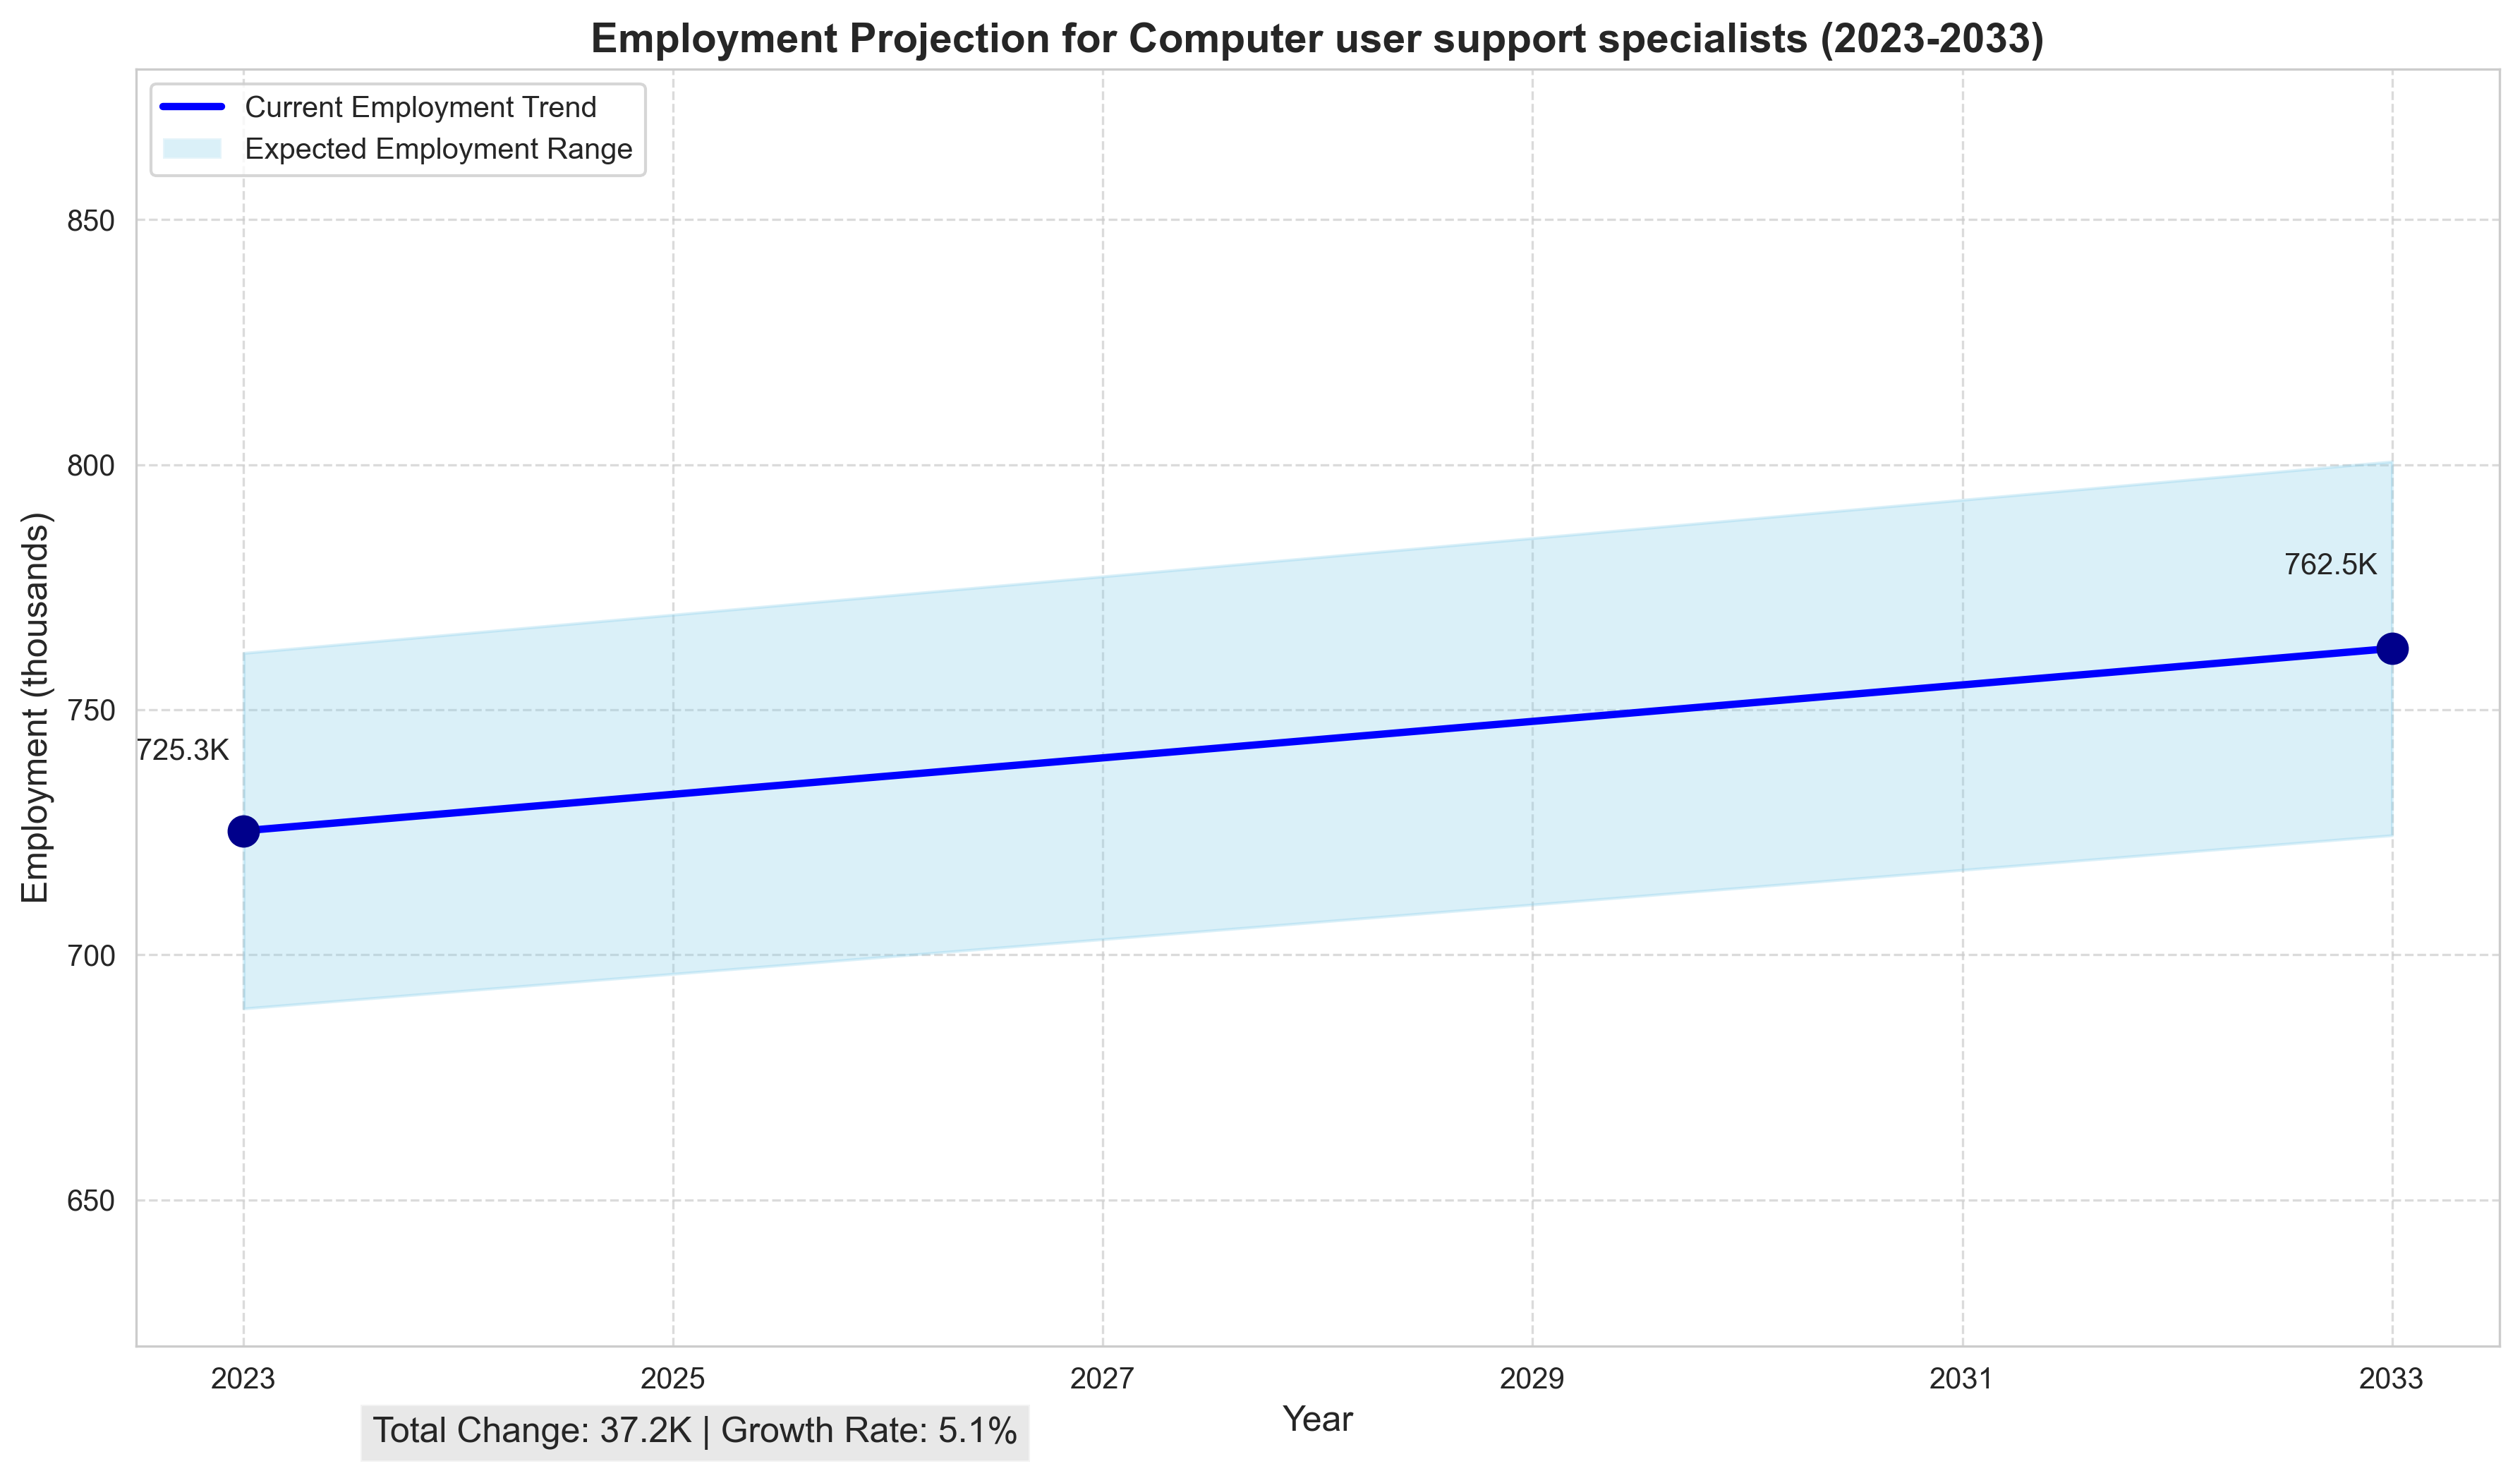 Employment Projection for Computer user support specialists (2023-2033)
Current Employment Trend
Expected Employment Range
Employment (thousands)
850
800
750
700
650
725.3K
762.5K
2023
2025
2027
2029
2031
2033
Year
Total Change: 37.2K | Growth Rate: 5.1%